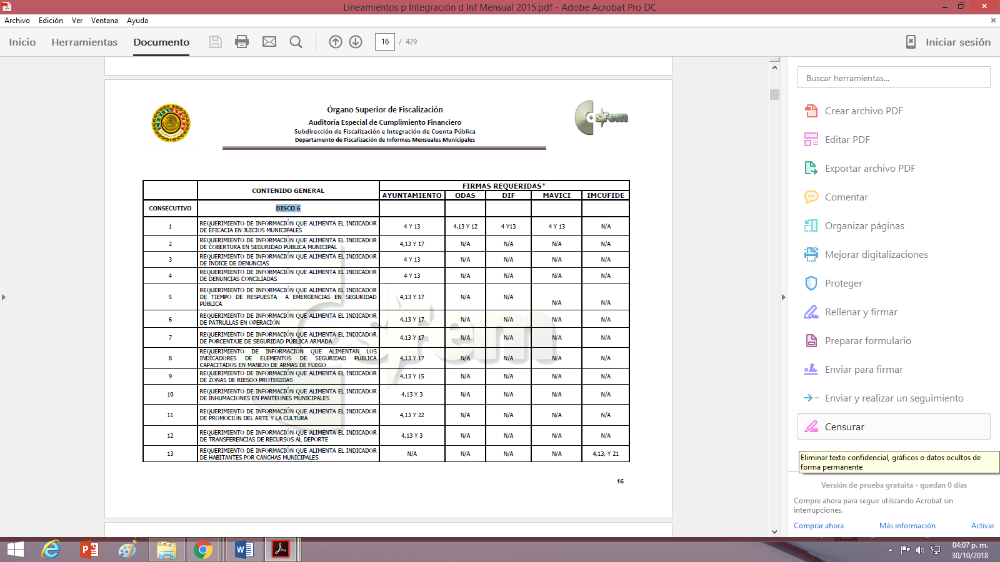 Lineamientos p Integración d Inf Mensual 2015.pdf - Adobe Acrobat Pro DC
Archivo Edición Ver Ventana Ayuda
Inicio Herramientas Documento 16 / 429 Iniciar sesión
Órgano Superior de Fiscalización
Auditoría Especial de Cumplimiento Financiero
Subdirección de Fiscalización e Integración de Cuenta Pública
Departamento de Fiscalización de Informes Mensuales Municipales
osfem
CONTENIDO GENERAL FIRMAS REQUERIDAS*
AYUNTAMIENTO ODAS DIF MAVICI IMCUFIDE
CONSECUTIVO DISCO 6
1 REQUERIMIENTO DE INFORMACIÓN QUE ALIMENTA EL INDICADOR
DE EFICACIA EN JUICIOS MUNICIPALES 4 Y 13 4,13 Y 12 4 Y13 4 Y 13 N/A
2 REQUERIMIENTO DE INFORMACIÓN QUE ALIMENTA EL INDICADOR
DE COBERTURA EN SEGURIDAD PÚBLICA MUNICIPAL 4,13 Y 17 N/A N/A N/A N/A
3 REQUERIMIENTO DE INFORMACIÓN QUE ALIMENTA EL INDICADOR
DE ÍNDICE DE DENUNCIAS 4 Y 13 N/A N/A N/A N/A
4 REQUERIMIENTO DE INFORMACIÓN QUE ALIMENTA EL INDICADOR
DE DENUNCIAS CONCILIADAS 4 Y 13 N/A N/A N/A N/A
5 REQUERIMIENTO DE INFORMACIÓN QUE ALIMENTA EL INDICADOR
DE TIEMPO DE RESPUESTA A EMERGENCIAS EN SEGURIDAD
PÚBLICA 4,13 Y 17 N/A N/A N/A N/A
6 REQUERIMIENTO DE INFORMACIÓN QUE ALIMENTA EL INDICADOR
DE PATRULLAS EN OPERACIÓN 4,13 Y 17 N/A N/A N/A N/A
7 REQUERIMIENTO DE INFORMACIÓN QUE ALIMENTA EL INDICADOR
DE PORCENTAJE DE SEGURIDAD PÚBLICA ARMADA 4,13 Y 17 N/A N/A N/A N/A
8 REQUERIMIENTO DE INFORMACIÓN QUE ALIMENTAN LOS
INDICADORES DE ELEMENTOS DE SEGURIDAD PÚBLICA
CAPACITADOS EN MANEJO DE ARMAS DE FUEGO 4,13 Y 17 N/A N/A N/A N/A
9 REQUERIMIENTO DE INFORMACIÓN QUE ALIMENTA EL INDICADOR
DE ZONAS DE RIESGO PROTEGIDAS 4,13 Y 15 N/A N/A N/A N/A
10 REQUERIMIENTO DE INFORMACIÓN QUE ALIMENTA EL INDICADOR
DE INHUMACIONES EN PANTEONES MUNICIPALES 4,13 Y 3 N/A N/A N/A N/A
11 REQUERIMIENTO DE INFORMACIÓN QUE ALIMENTA EL INDICADOR
DE PROMOCIÓN DEL ARTE Y LA CULTURA 4,13 Y 22 N/A N/A N/A N/A
12 REQUERIMIENTO DE INFORMACIÓN QUE ALIMENTA EL INDICADOR
DE TRANSFERENCIAS DE RECURSOS AL DEPORTE 4,13 Y 3 N/A N/A N/A N/A
13 REQUERIMIENTO DE INFORMACIÓN QUE ALIMENTA EL INDICADOR
DE HABITANTES POR CANCHAS MUNICIPALES N/A N/A N/A N/A 4,13, Y 21
16
Buscar herramientas...
Crear archivo PDF
Editar PDF
Exportar archivo PDF
Comentar
Organizar páginas
Mejorar digitalizaciones
Proteger
Rellenar y firmar
Preparar formulario
Enviar para firmar
Enviar y realizar un seguimiento
Censurar
Eliminar texto confidencial, gráficos o datos ocultos de
forma permanente
Versión de prueba gratuita - quedan 0 días
Compre ahora para seguir utilizando Acrobat sin
interrupciones.
Comprar ahora Más información Activar
04:07 p. m.
30/10/2018